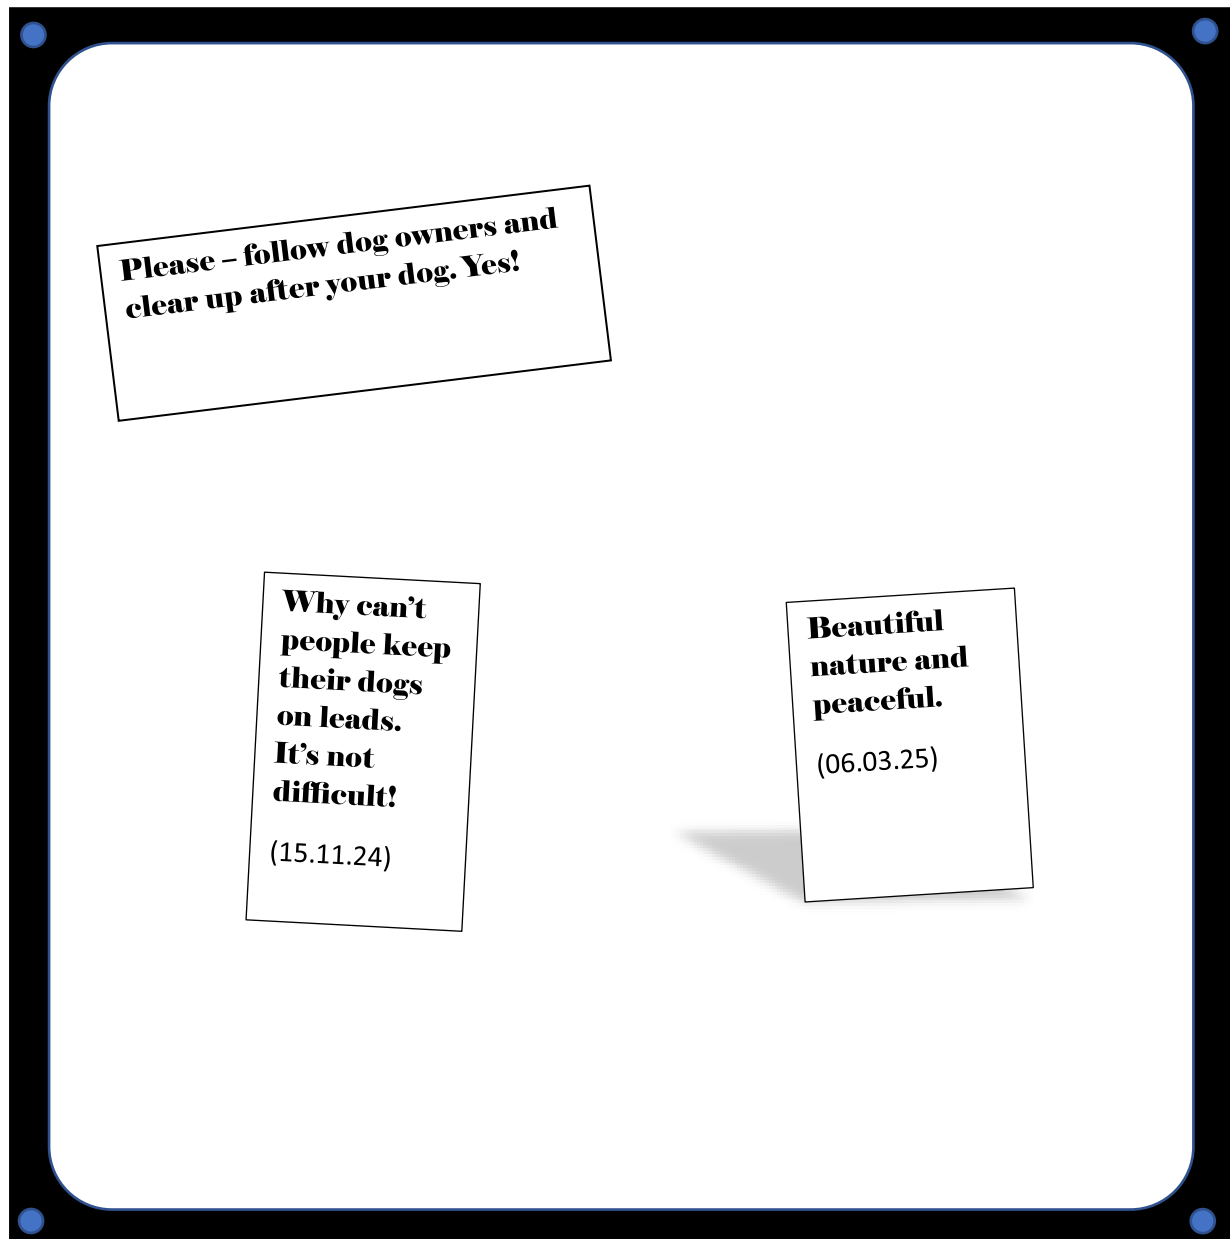 Please – follow dog owners and
clear up after your dog. Yes!
Why can’t
people keep
their dogs
on leads.
It’s not
difficult!
(15.11.24)
Beautiful
nature and
peaceful.
(06.03.25)